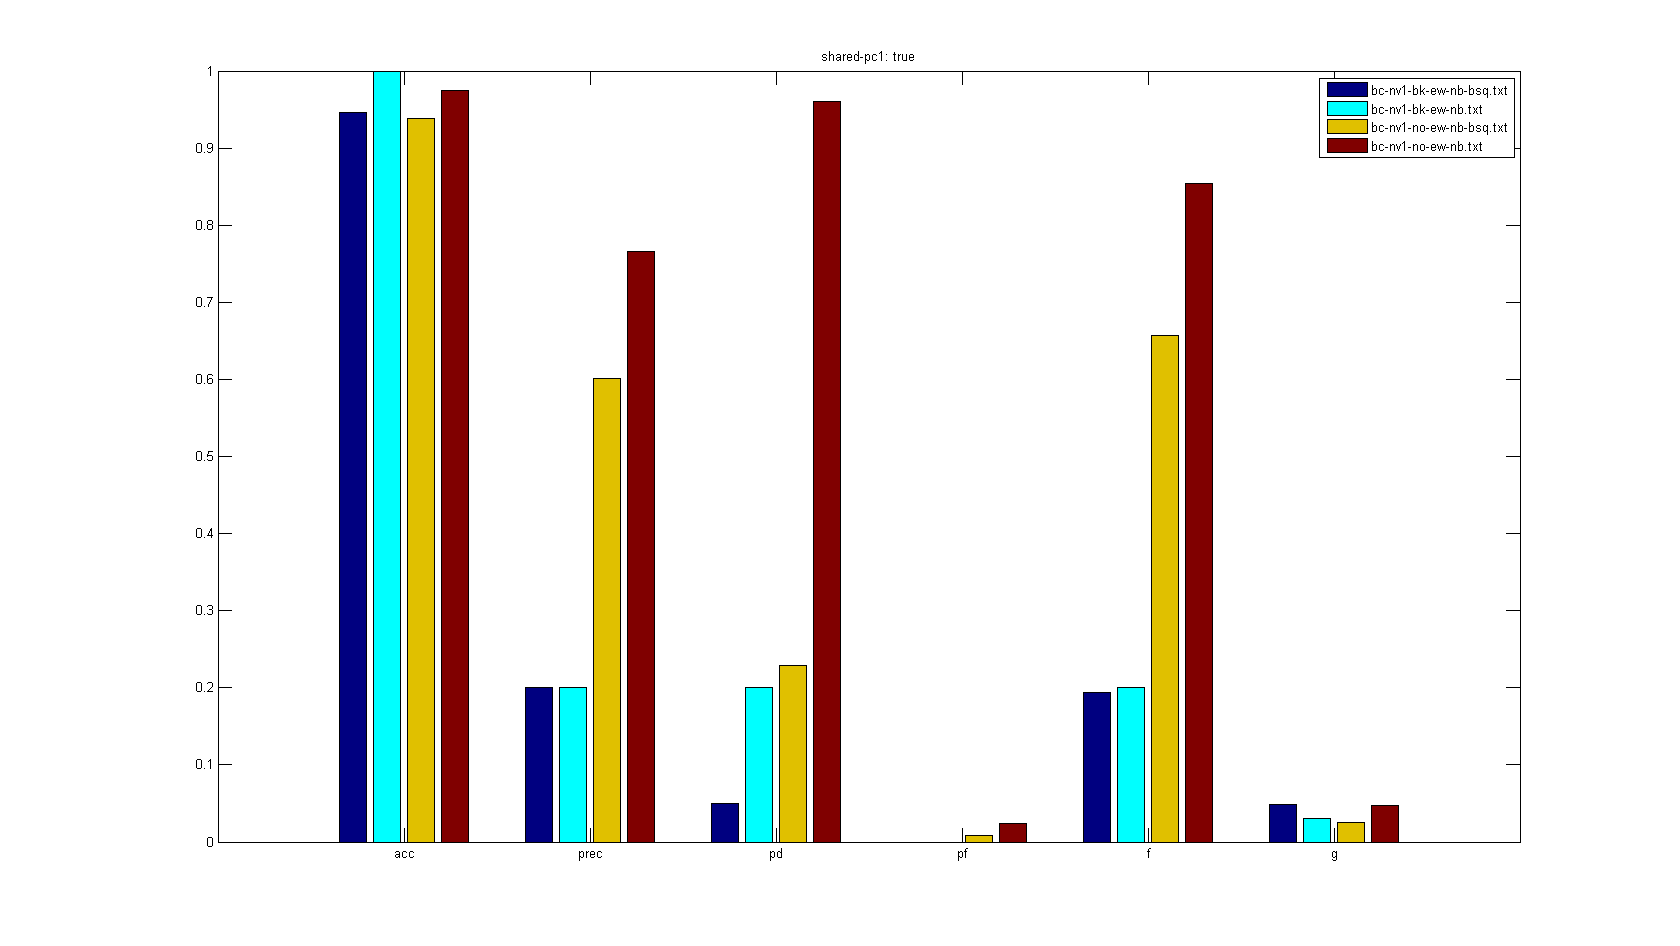 shared-pc1: true
bc-nv1-bk-ew-nb-bsq.txt
bc-nv1-bk-ew-nb.txt
bc-nv1-no-ew-nb-bsq.txt
bc-nv1-no-ew-nb.txt
1
0.9
0.8
0.7
0.6
0.5
0.4
0.3
0.2
0.1
0
acc prec pd pf f g